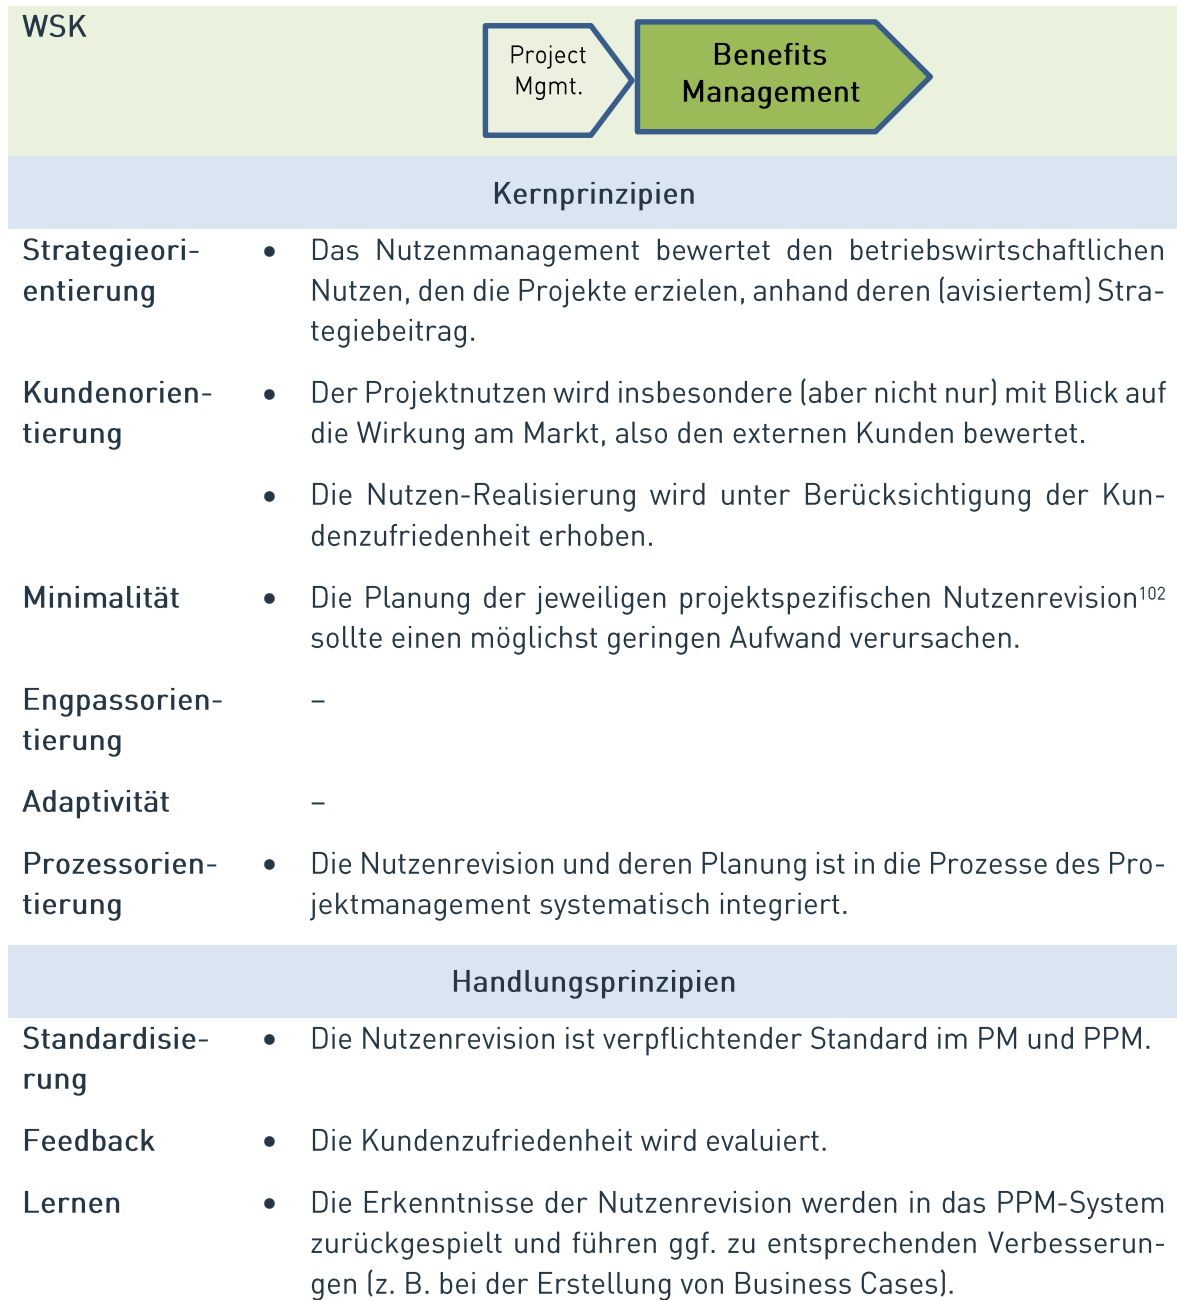 WSK
Project
Mgmt.
Benefits
Management
Kernprinzipien
Strategieori-
entierung
• Das Nutzenmanagement bewertet den betriebswirtschaftlichen
Nutzen, den die Projekte erzielen, anhand deren (avisiertem) Stra-
tegiebeitrag.
Kundenorien-
tierung
• Der Projektnutzen wird insbesondere (aber nicht nur) mit Blick auf
die Wirkung am Markt, also den externen Kunden bewertet.
• Die Nutzen-Realisierung wird unter Berücksichtigung der Kun-
denzufriedenheit erhoben.
Minimalität
• Die Planung der jeweiligen projektspezifischen Nutzenrevision102
sollte einen möglichst geringen Aufwand verursachen.
Engpassorien-
tierung
–
Adaptivität
–
Prozessorien-
tierung
• Die Nutzenrevision und deren Planung ist in die Prozesse des Pro-
jektmanagement systematisch integriert.
Handlungsprinzipien
Standardisie-
rung
• Die Nutzenrevision ist verpflichtender Standard im PM und PPM.
Feedback
• Die Kundenzufriedenheit wird evaluiert.
Lernen
• Die Erkenntnisse der Nutzenrevision werden in das PPM-System
zurückgespielt und führen ggf. zu entsprechenden Verbesserun-
gen (z. B. bei der Erstellung von Business Cases).